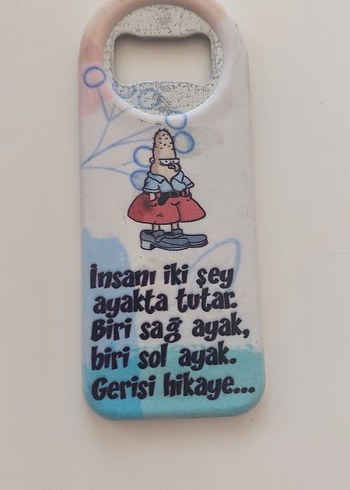 İnsanı iki şey
ayakta tutar.
Biri sağ ayak,
biri sol ayak.
Gerisi hikaye...